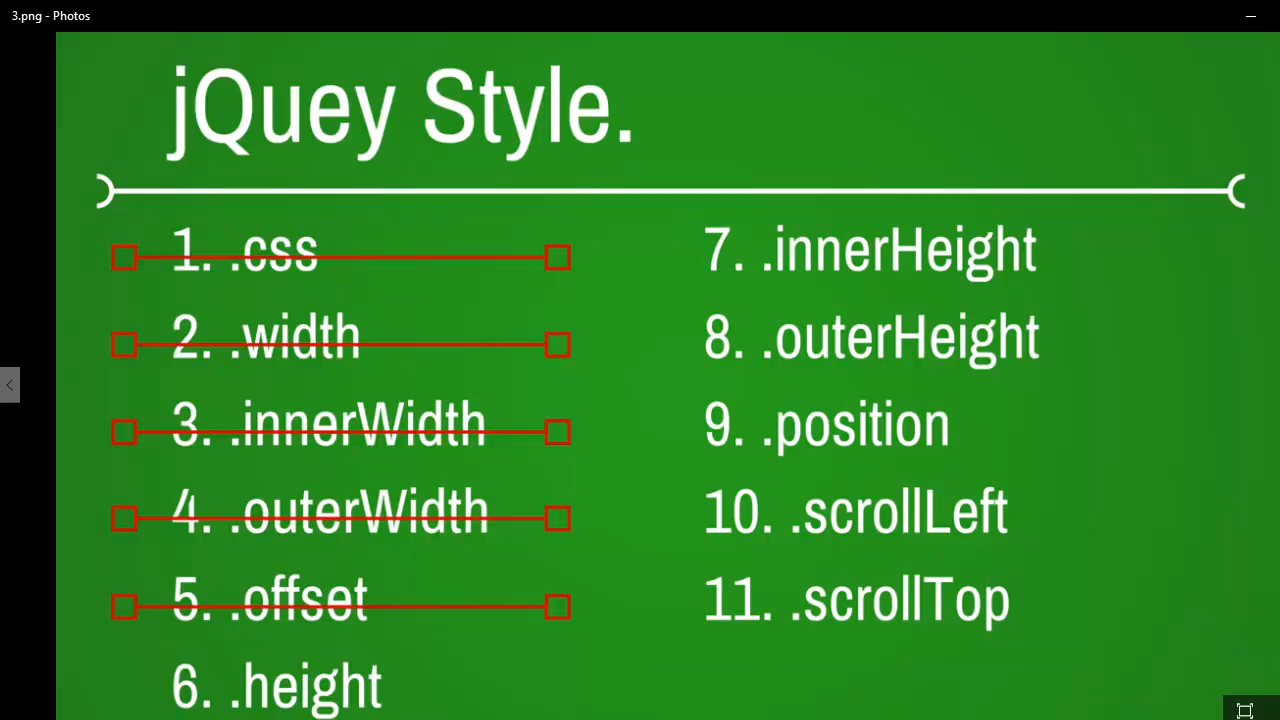 3.png - Photos
jQuey Style.
1. .css
2. .width
3. .innerWidth
4. .outerWidth
5. .offset
6. .height
7. .innerHeight
8. .outerHeight
9. .position
10. .scrollLeft
11. .scrollTop